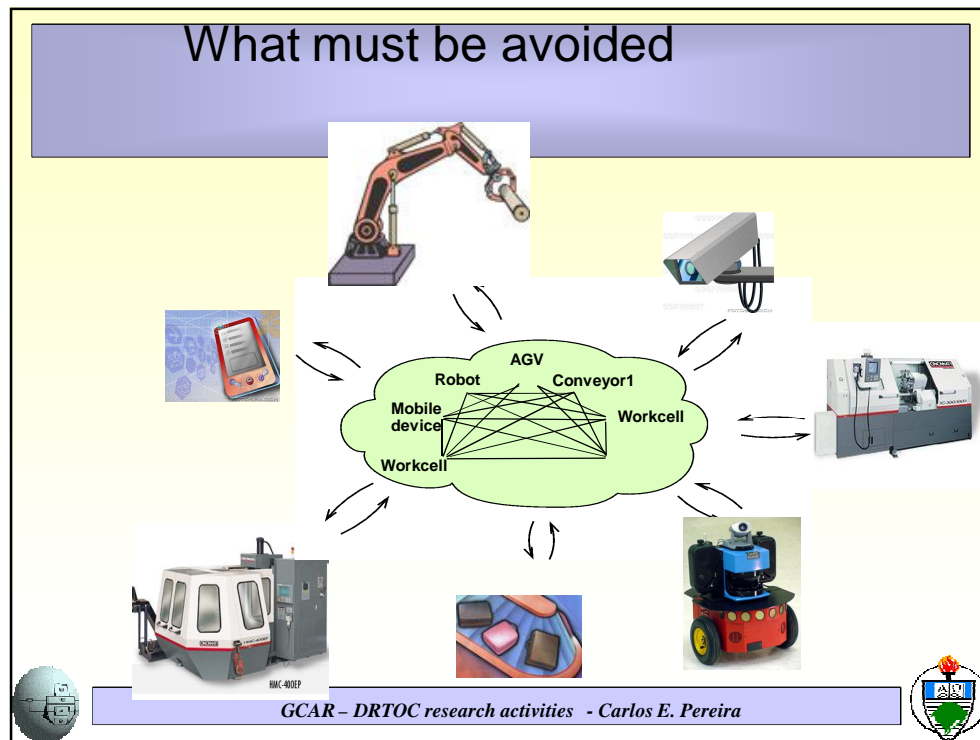 What must be avoided
AGV
Robot
Conveyor1
Mobile
device
Workcell
Workcell
HMC-400EP
GCAR – DRTOC research activities - Carlos E. Pereira